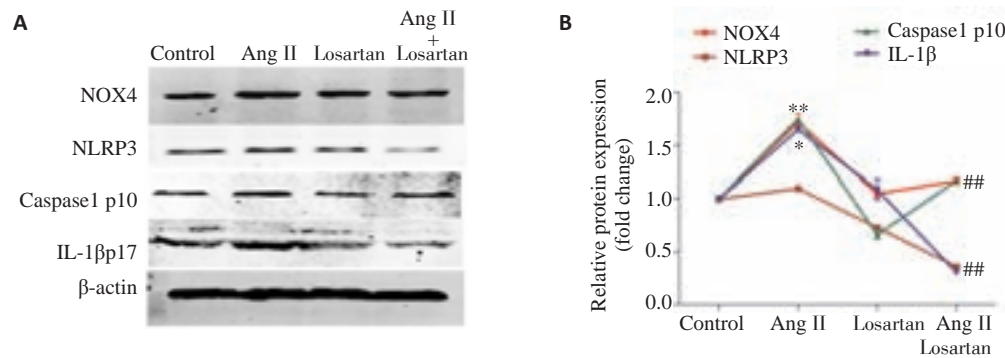 A
Control
Ang II
Losartan
Ang II
+
Losartan
NOX4
NLRP3
Caspase1 p10
IL-1βp17
β-actin
B
NOX4
NLRP3
Caspase1 p10
IL-1β
Relative protein expression
(fold change)
2.0
1.5
1.0
0.5
0.0
**
*
##
##
Control
Ang II
Losartan
Ang II
Losartan